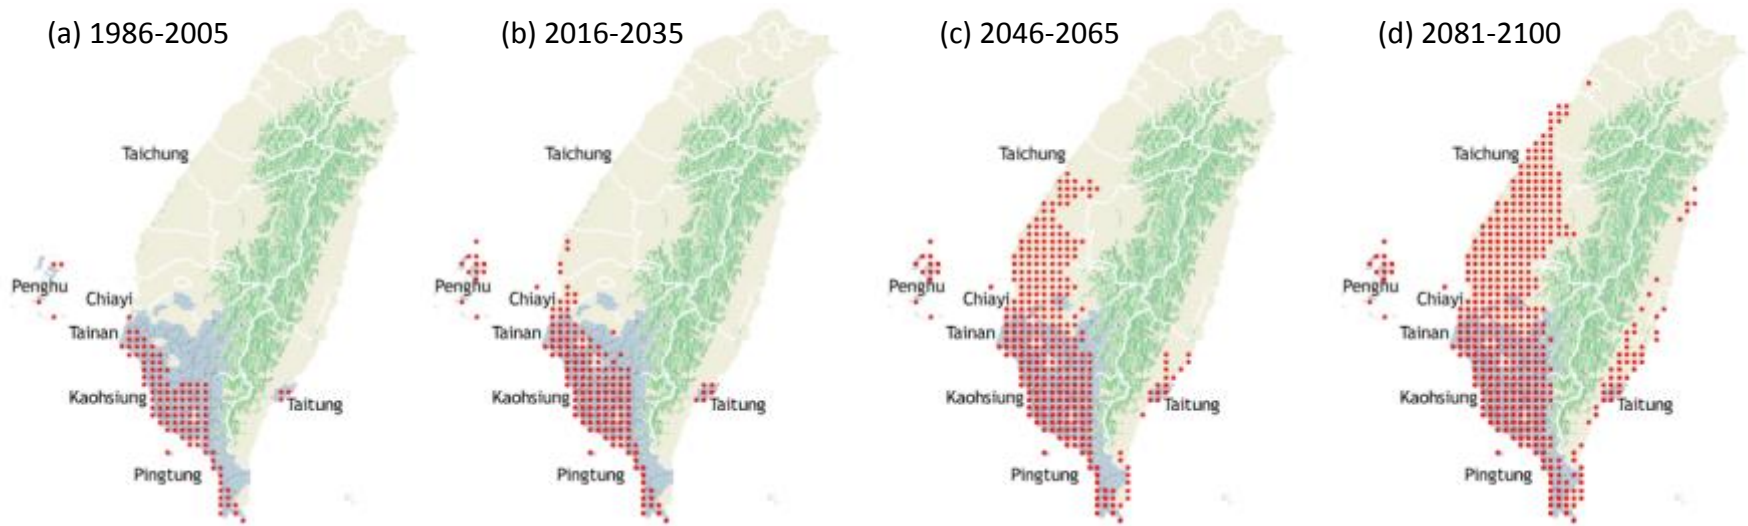 (a) 1986-2005
(b) 2016-2035
(c) 2046-2065
(d) 2081-2100
Taichung
Penghu
Chiayi
Tainan
Kaohsiung
Taitung
Pingtung
Taichung
Penghu
Chiayi
Tainan
Kaohsiung
Taitung
Pingtung
Taichung
Penghu
Chiayi
Tainan
Kaohsiung
Taitung
Pingtung
Taichung
Penghu
Chiayi
Tainan
Kaohsiung
Taitung
Pingtung